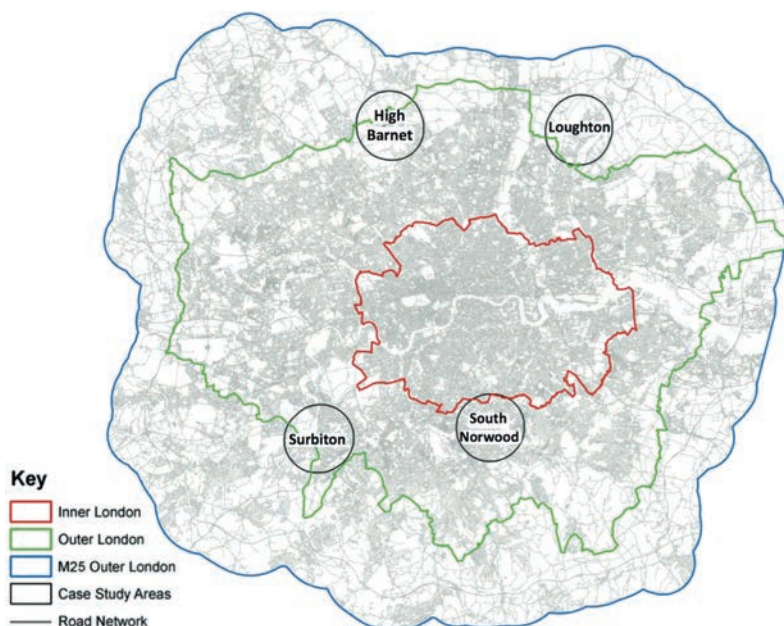 High
Barnet
Loughton
Surbiton
South
Norwood
Key
Inner London
Outer London
M25 Outer London
Case Study Areas
Road Network